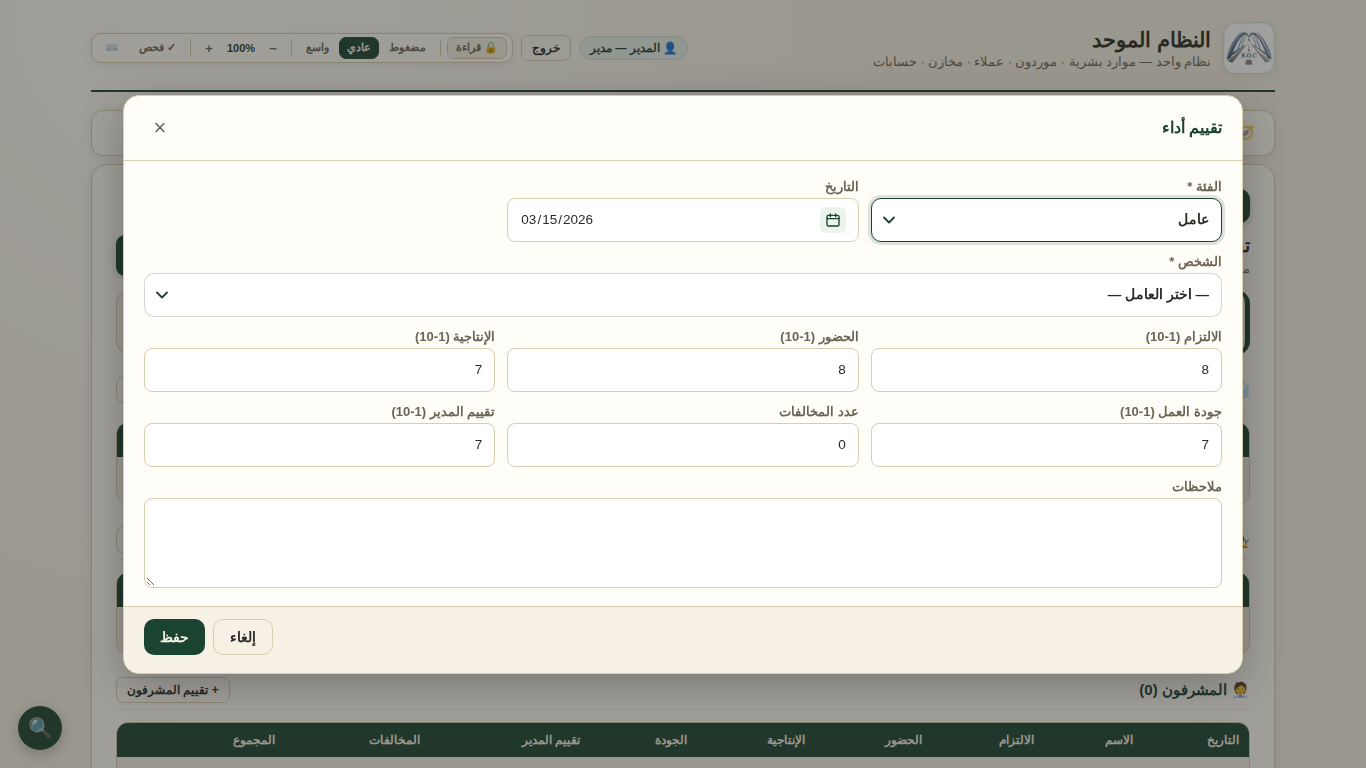 النظام الموحد
نظام واحد — موارد بشرية · موردون · عملاء · مخازن · حسابات
👤 المدير — مدير
خروج
🔒 قراءة
مضغوط
عادي
واسع
−
100%
+
✓ فحص
تقييم أداء
×
الفئة *
التاريخ
عامل
03/15/2026
الشخص *
— اختر العامل —
الالتزام (1-10)
الحضور (1-10)
الإنتاجية (1-10)
8
8
7
جودة العمل (1-10)
عدد المخالفات
تقييم المدير (1-10)
7
0
7
ملاحظات
إلغاء
حفظ
المشرفون (0)
+ تقييم المشرفون
التاريخ
الاسم
الالتزام
الحضور
الإنتاجية
الجودة
تقييم المدير
المخالفات
المجموع